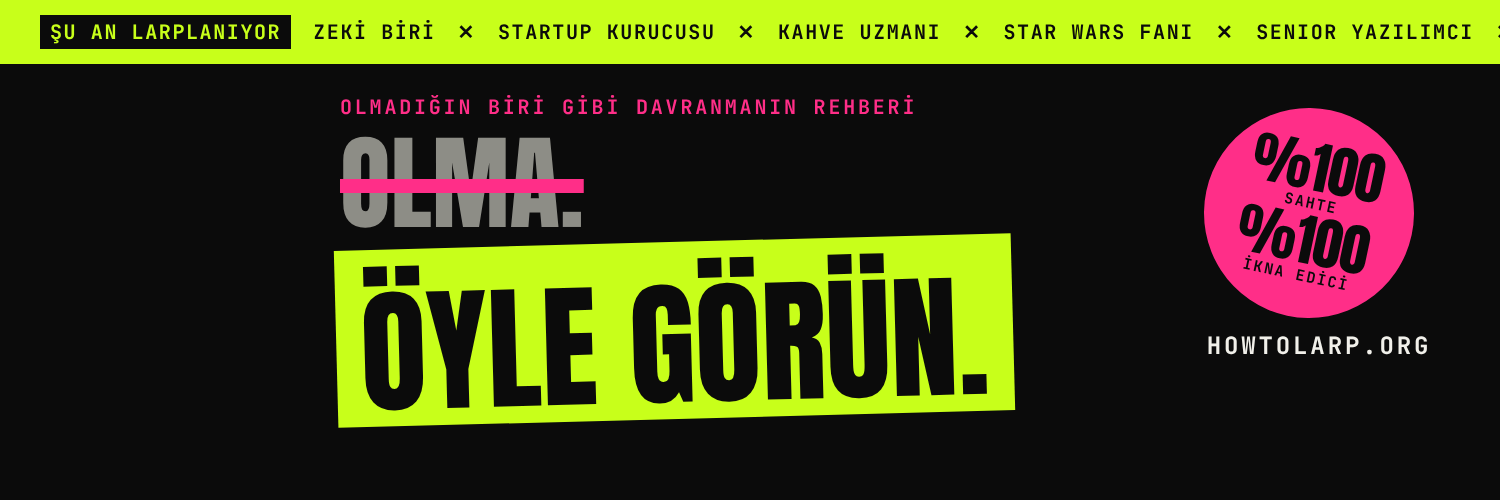 ŞU AN LARPLANIYOR ZEKİ BİRİ ✕ STARTUP KURUCUSU ✕ KAHVE UZMANI ✕ STAR WARS FANI ✕ SENIOR YAZILIMCI
OLMADIĞIN BİRİ GİBİ DAVRANMANIN REHBERİ
OLMA.
ÖYLE GÖRÜN.
%100
SAHTE
%100
İKNA EDİCİ
HOWTOLARP.ORG